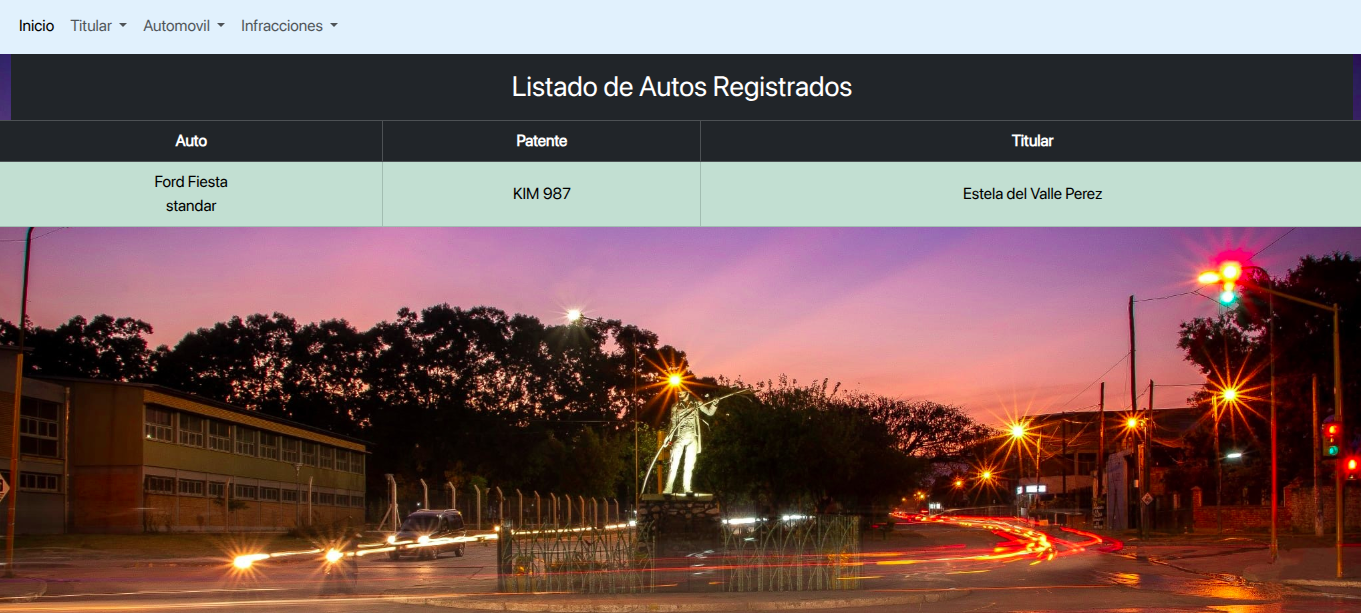 Inicio Titular Automovil Infracciones
Listado de Autos Registrados
Auto Patente Titular
Ford Fiesta
standar
KIM 987
Estela del Valle Perez